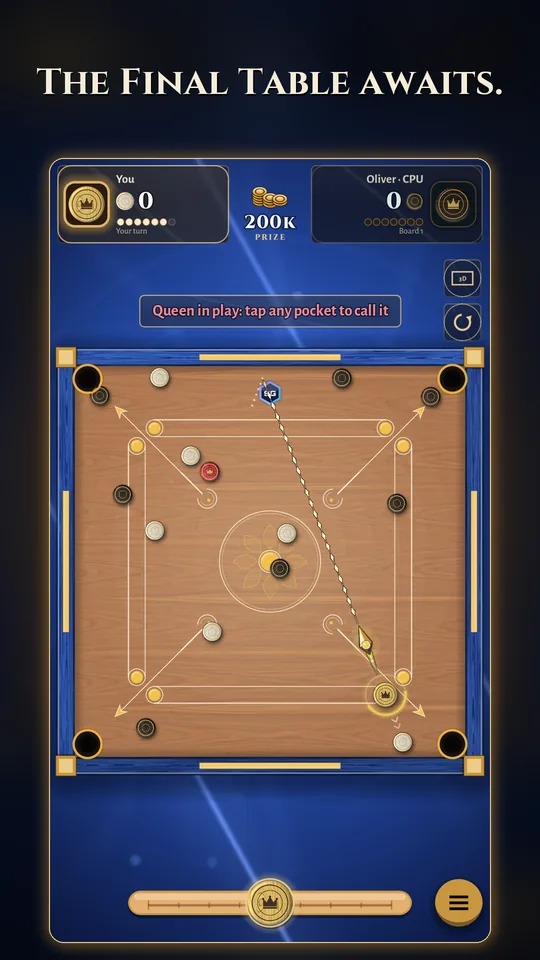 The Final Table awaits.
You
0
Your turn
200K
PRIZE
Oliver · CPU
0
Board 1
3D
Queen in play: tap any pocket to call it